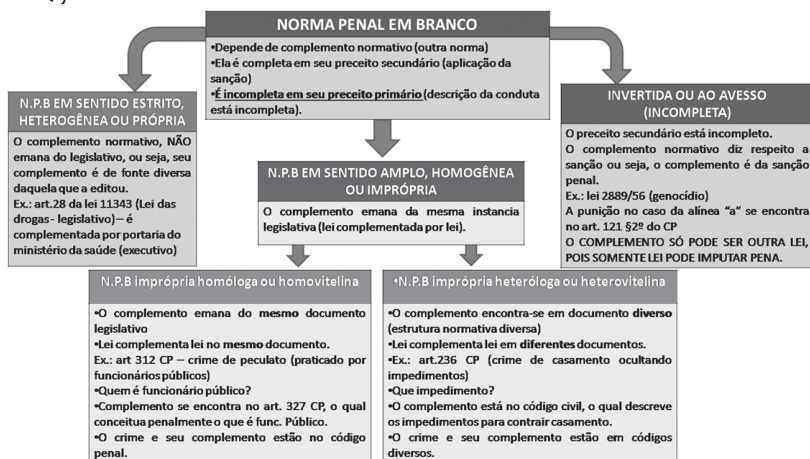 NORMA PENAL EM BRANCO
•Depende de complemento normativo (outra norma)
•Ela é completa em seu preceito secundário (aplicação da
sanção)
•É incompleta em seu preceito primário (descrição da conduta
está incompleta).
N.P.B EM SENTIDO ESTRITO,
HETEROGÊNEA OU PRÓPRIA
O complemento normativo, NÃO
emana do legislativo, ou seja, seu
complemento é de fonte diversa
daquela que a editou.
Ex.: art.28 da lei 11343 (Lei das
drogas - legislativo) – é
complementada por portaria do
ministério da saúde (executivo)
N.P.B EM SENTIDO AMPLO, HOMOGÊNEA
OU IMPRÓPRIA
O complemento emana da mesma instancia
legislativa (lei complementada por lei).
INVERTIDA OU AO AVESSO
(INCOMPLETA)
O preceito secundário está incompleto.
O complemento normativo diz respeito a
sanção ou seja, o complemento é da sanção
penal.
Ex.: lei 2889/56 (genocídio)
A punição no caso da alínea “a” se encontra
no art. 121 §2º do CP
O COMPLEMENTO SÓ PODE SER OUTRA LEI,
POIS SOMENTE LEI PODE IMPUTAR PENA.
N.P.B imprópria homóloga ou homovitelina
•O complemento emana do mesmo documento
legislativo
•Lei complementa lei no mesmo documento.
Ex.: art 312 CP – crime de peculato (praticado por
funcionários públicos)
•Quem é funcionário público?
•Complemento se encontra no art. 327 CP, o qual
conceitua penalmente o que é func. Público.
•O crime e seu complemento estão no código
penal.
•N.P.B imprópria heteróloga ou heterovitelina
•O complemento encontra-se em documento diverso
(estrutura normativa diversa)
•Lei complementa lei em diferentes documentos.
•Ex.: art.236 CP (crime de casamento ocultando
impedimentos)
•Que impedimento?
•O complemento está no código civil, o qual descreve
os impedimentos para contrair casamento.
•O crime e seu complemento estão em códigos
diversos.